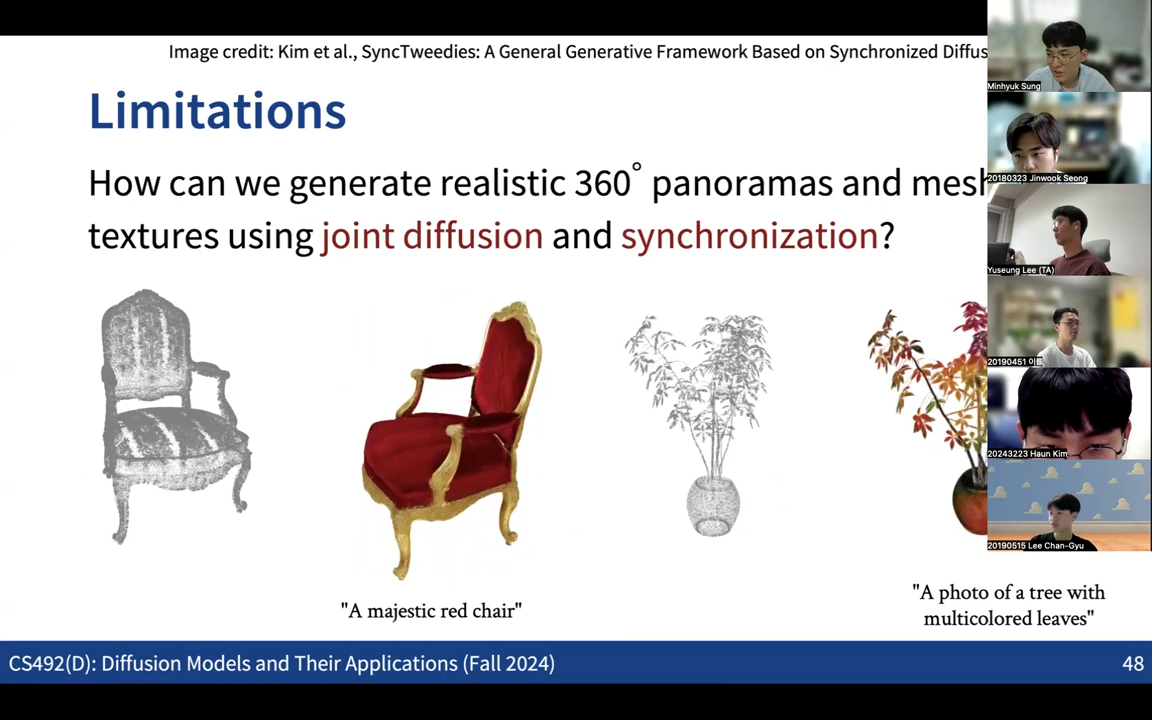 Image credit: Kim et al., SyncTweedies: A General Generative Framework Based on Synchronized Diffus
Limitations
How can we generate realistic 360° panoramas and mesh
textures using joint diffusion and synchronization?
"A majestic red chair"
"A photo of a tree with
multicolored leaves"
CS492(D): Diffusion Models and Their Applications (Fall 2024)
48
Minhyuk Sung
20180323 Jinwook Seong
Yuseung Lee (TA)
20190451 이름
20243223 Haun Kim
20190515 Lee Chan-Gyu